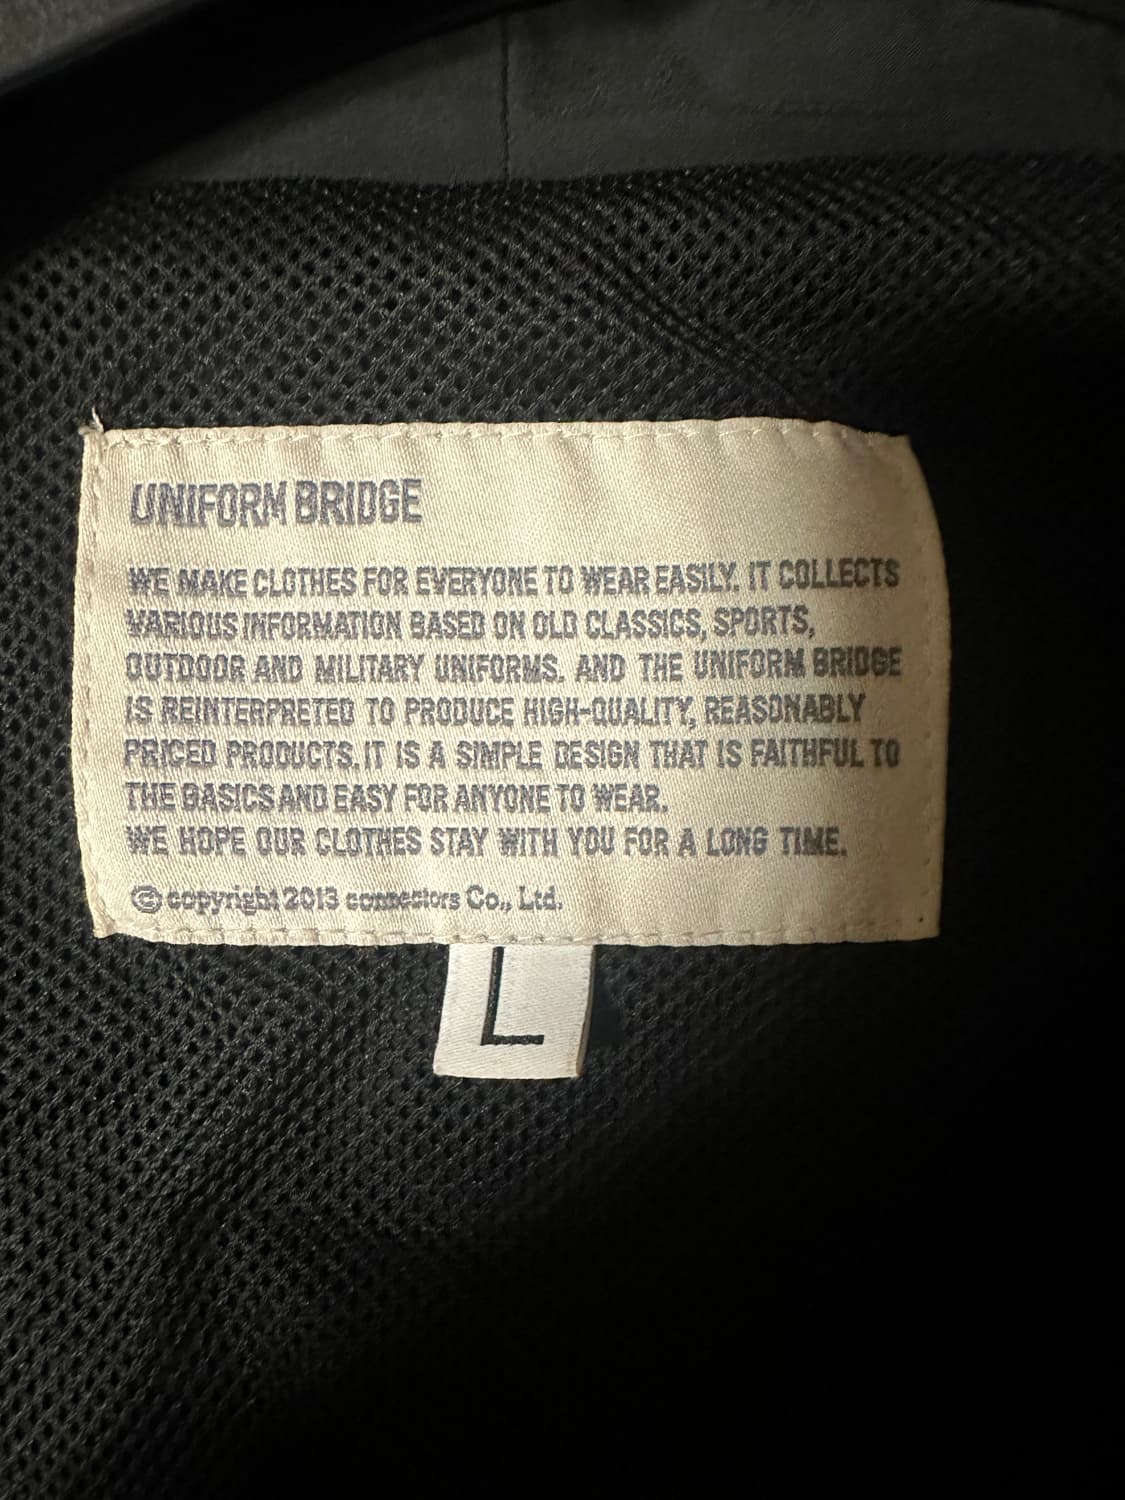 UNIFORM BRIDGE
WE MAKE CLOTHES FOR EVERYONE TO WEAR EASILY. IT COLLECTS
VARIOUS INFORMATION BASED ON OLD CLASSICS, SPORTS,
OUTDOOR AND MILITARY UNIFORMS. AND THE UNIFORM BRIDGE
IS REINTERPRETED TO PRODUCE HIGH-QUALITY, REASONABLY
PRICED PRODUCTS. IT IS A SIMPLE DESIGN THAT IS FAITHFUL TO
THE BASICS AND EASY FOR ANYONE TO WEAR.
WE HOPE OUR CLOTHES STAY WITH YOU FOR A LONG TIME.
© copyright 2013 connectors Co., Ltd.
L